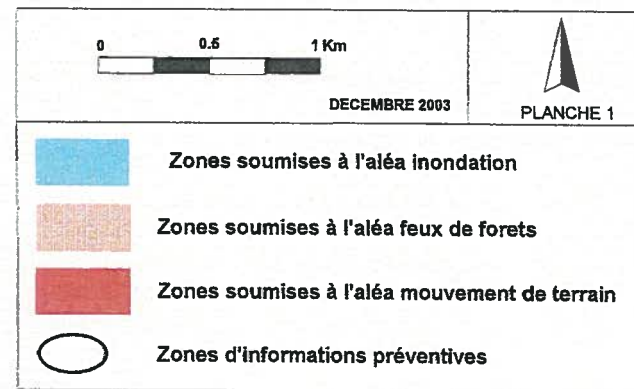 0 0.5 1 Km
DECEMBRE 2003
PLANCHE 1
Zones soumises à l'aléa inondation
Zones soumises à l'aléa feux de forets
Zones soumises à l'aléa mouvement de terrain
Zones d'informations préventives